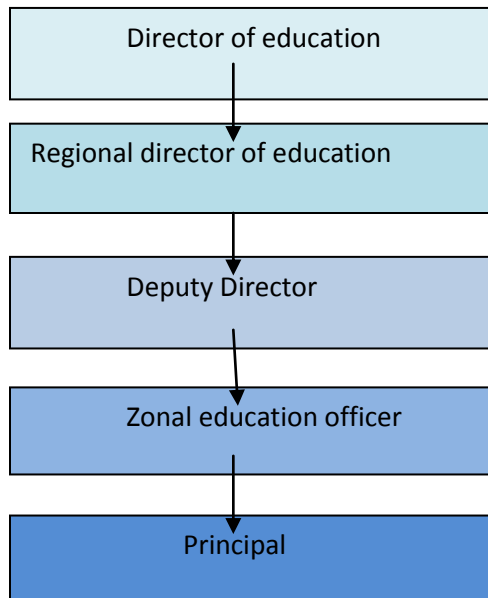 Director of education
Regional director of education
Deputy Director
Zonal education officer
Principal